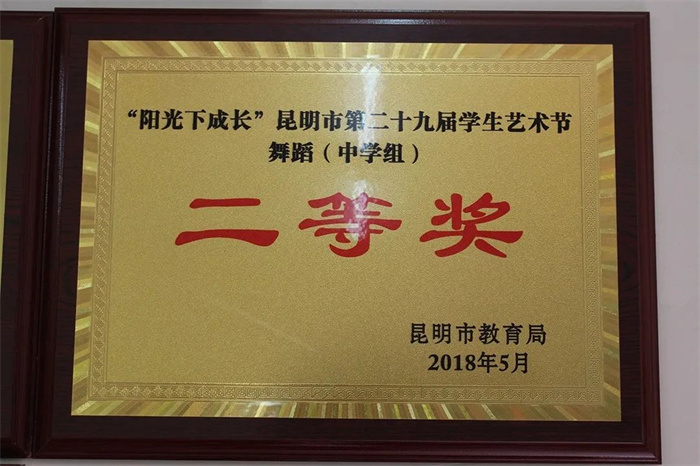 “阳光下成长”昆明市第二十九届学生艺术节
舞蹈（中学组）
二等奖
昆明市教育局
2018年5月